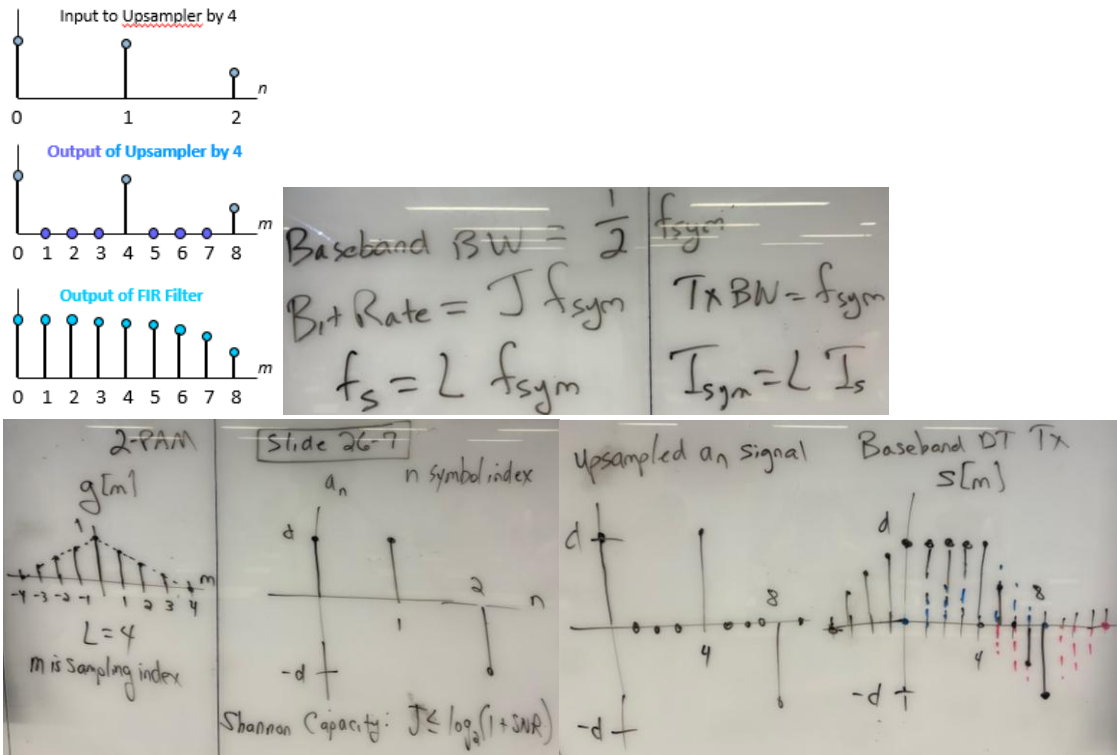 Input to Upsampler by 4
n
0 1 2
Output of Upsampler by 4
m
0 1 2 3 4 5 6 7 8
Output of FIR Filter
m
0 1 2 3 4 5 6 7 8
Baseband BW = 1/2 fsym
Bit Rate = J fsym
TxBW = fsym
fs = L fsym
Tsym = L Ts
2-PAM
g[m]
1
m
-4 -3 -2 -1 1 2 3 4
L=4
m is sampling index
Slide 26-7
an
n symbol index
d
2
n
1
-d
Shannon Capacity: J ≤ log2(1+SNR)
Upsampled an signal
d
8
4
-d
Baseband DT Tx
s[m]
d
8
4
-d